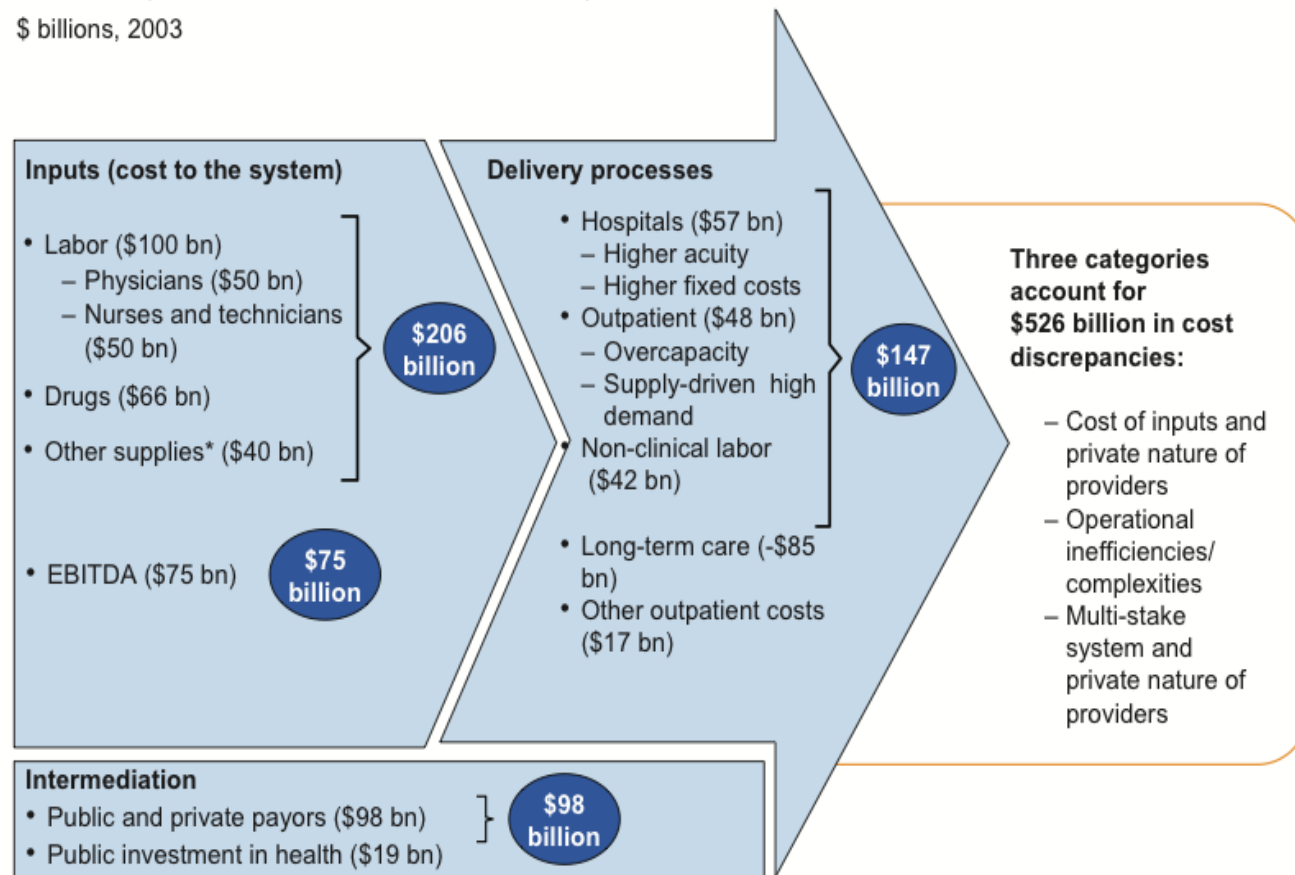 $ billions, 2003
Inputs (cost to the system)
• Labor ($100 bn)
– Physicians ($50 bn)
– Nurses and technicians
($50 bn)
• Drugs ($66 bn)
• Other supplies* ($40 bn)
$206
billion
• EBITDA ($75 bn)
$75
billion
Delivery processes
• Hospitals ($57 bn)
– Higher acuity
– Higher fixed costs
• Outpatient ($48 bn)
– Overcapacity
– Supply-driven high
demand
• Non-clinical labor
($42 bn)
$147
billion
• Long-term care (-$85
bn)
• Other outpatient costs
($17 bn)
Three categories
account for
$526 billion in cost
discrepancies:
– Cost of inputs and
private nature of
providers
– Operational
inefficiencies/
complexities
– Multi-stake
system and
private nature of
providers
Intermediation
• Public and private payors ($98 bn)
• Public investment in health ($19 bn)
$98
billion